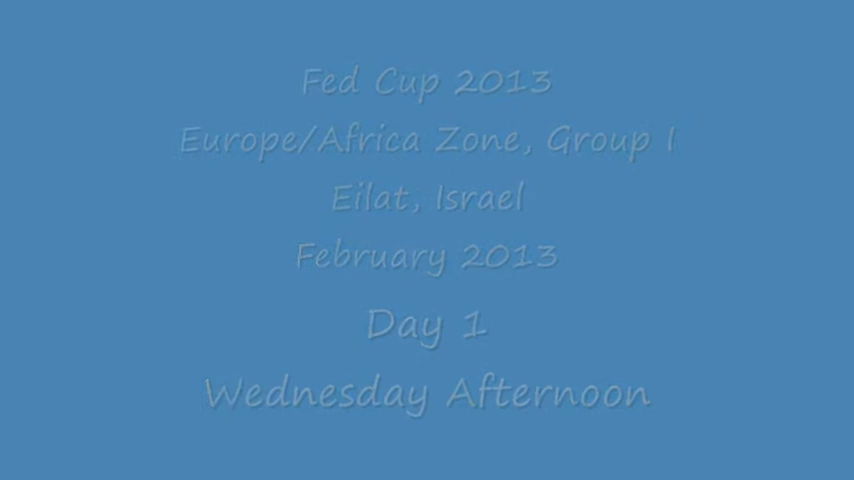 Fed Cup 2013
Europe/Africa Zone, Group I
Eilat, Israel
February 2013
Day 1
Wednesday Afternoon